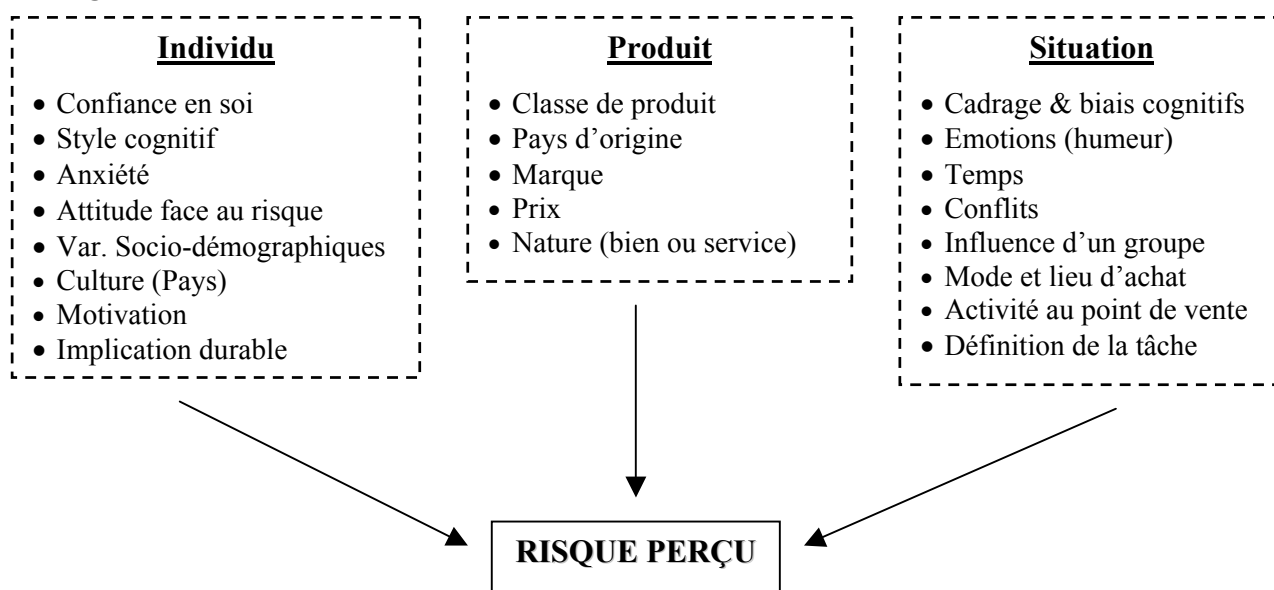 Individu
• Confiance en soi
• Style cognitif
• Anxiété
• Attitude face au risque
• Var. Socio-démographiques
• Culture (Pays)
• Motivation
• Implication durable
Produit
• Classe de produit
• Pays d’origine
• Marque
• Prix
• Nature (bien ou service)
Situation
• Cadrage & biais cognitifs
• Emotions (humeur)
• Temps
• Conflits
• Influence d’un groupe
• Mode et lieu d’achat
• Activité au point de vente
• Définition de la tâche
RISQUE PERÇU